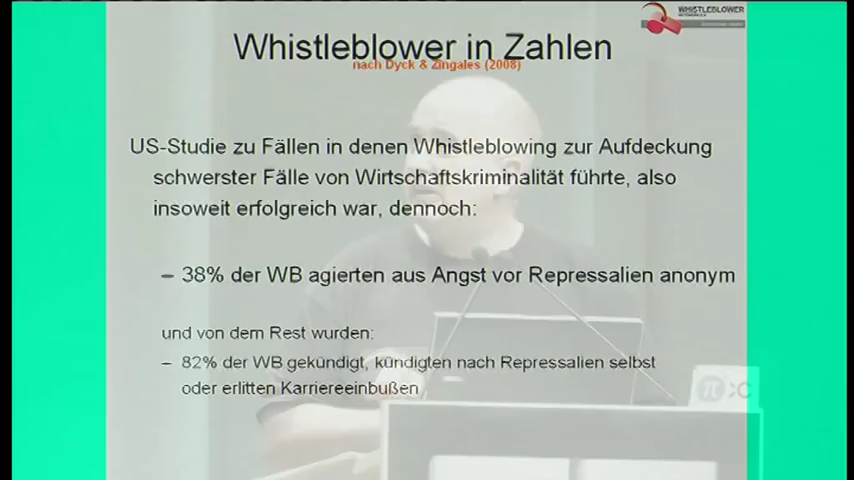 WHISTLEBLOWER
Whistleblower in Zahlen
nach Dyck & Zingales (2008)
US-Studie zu Fällen in denen Whistleblowing zur Aufdeckung
schwerster Fälle von Wirtschaftskriminalität führte, also
insoweit erfolgreich war, dennoch:
– 38% der WB agierten aus Angst vor Repressalien anonym
und von dem Rest wurden:
– 82% der WB gekündigt, kündigten nach Repressalien selbst
oder erlitten Karriereeinbußen